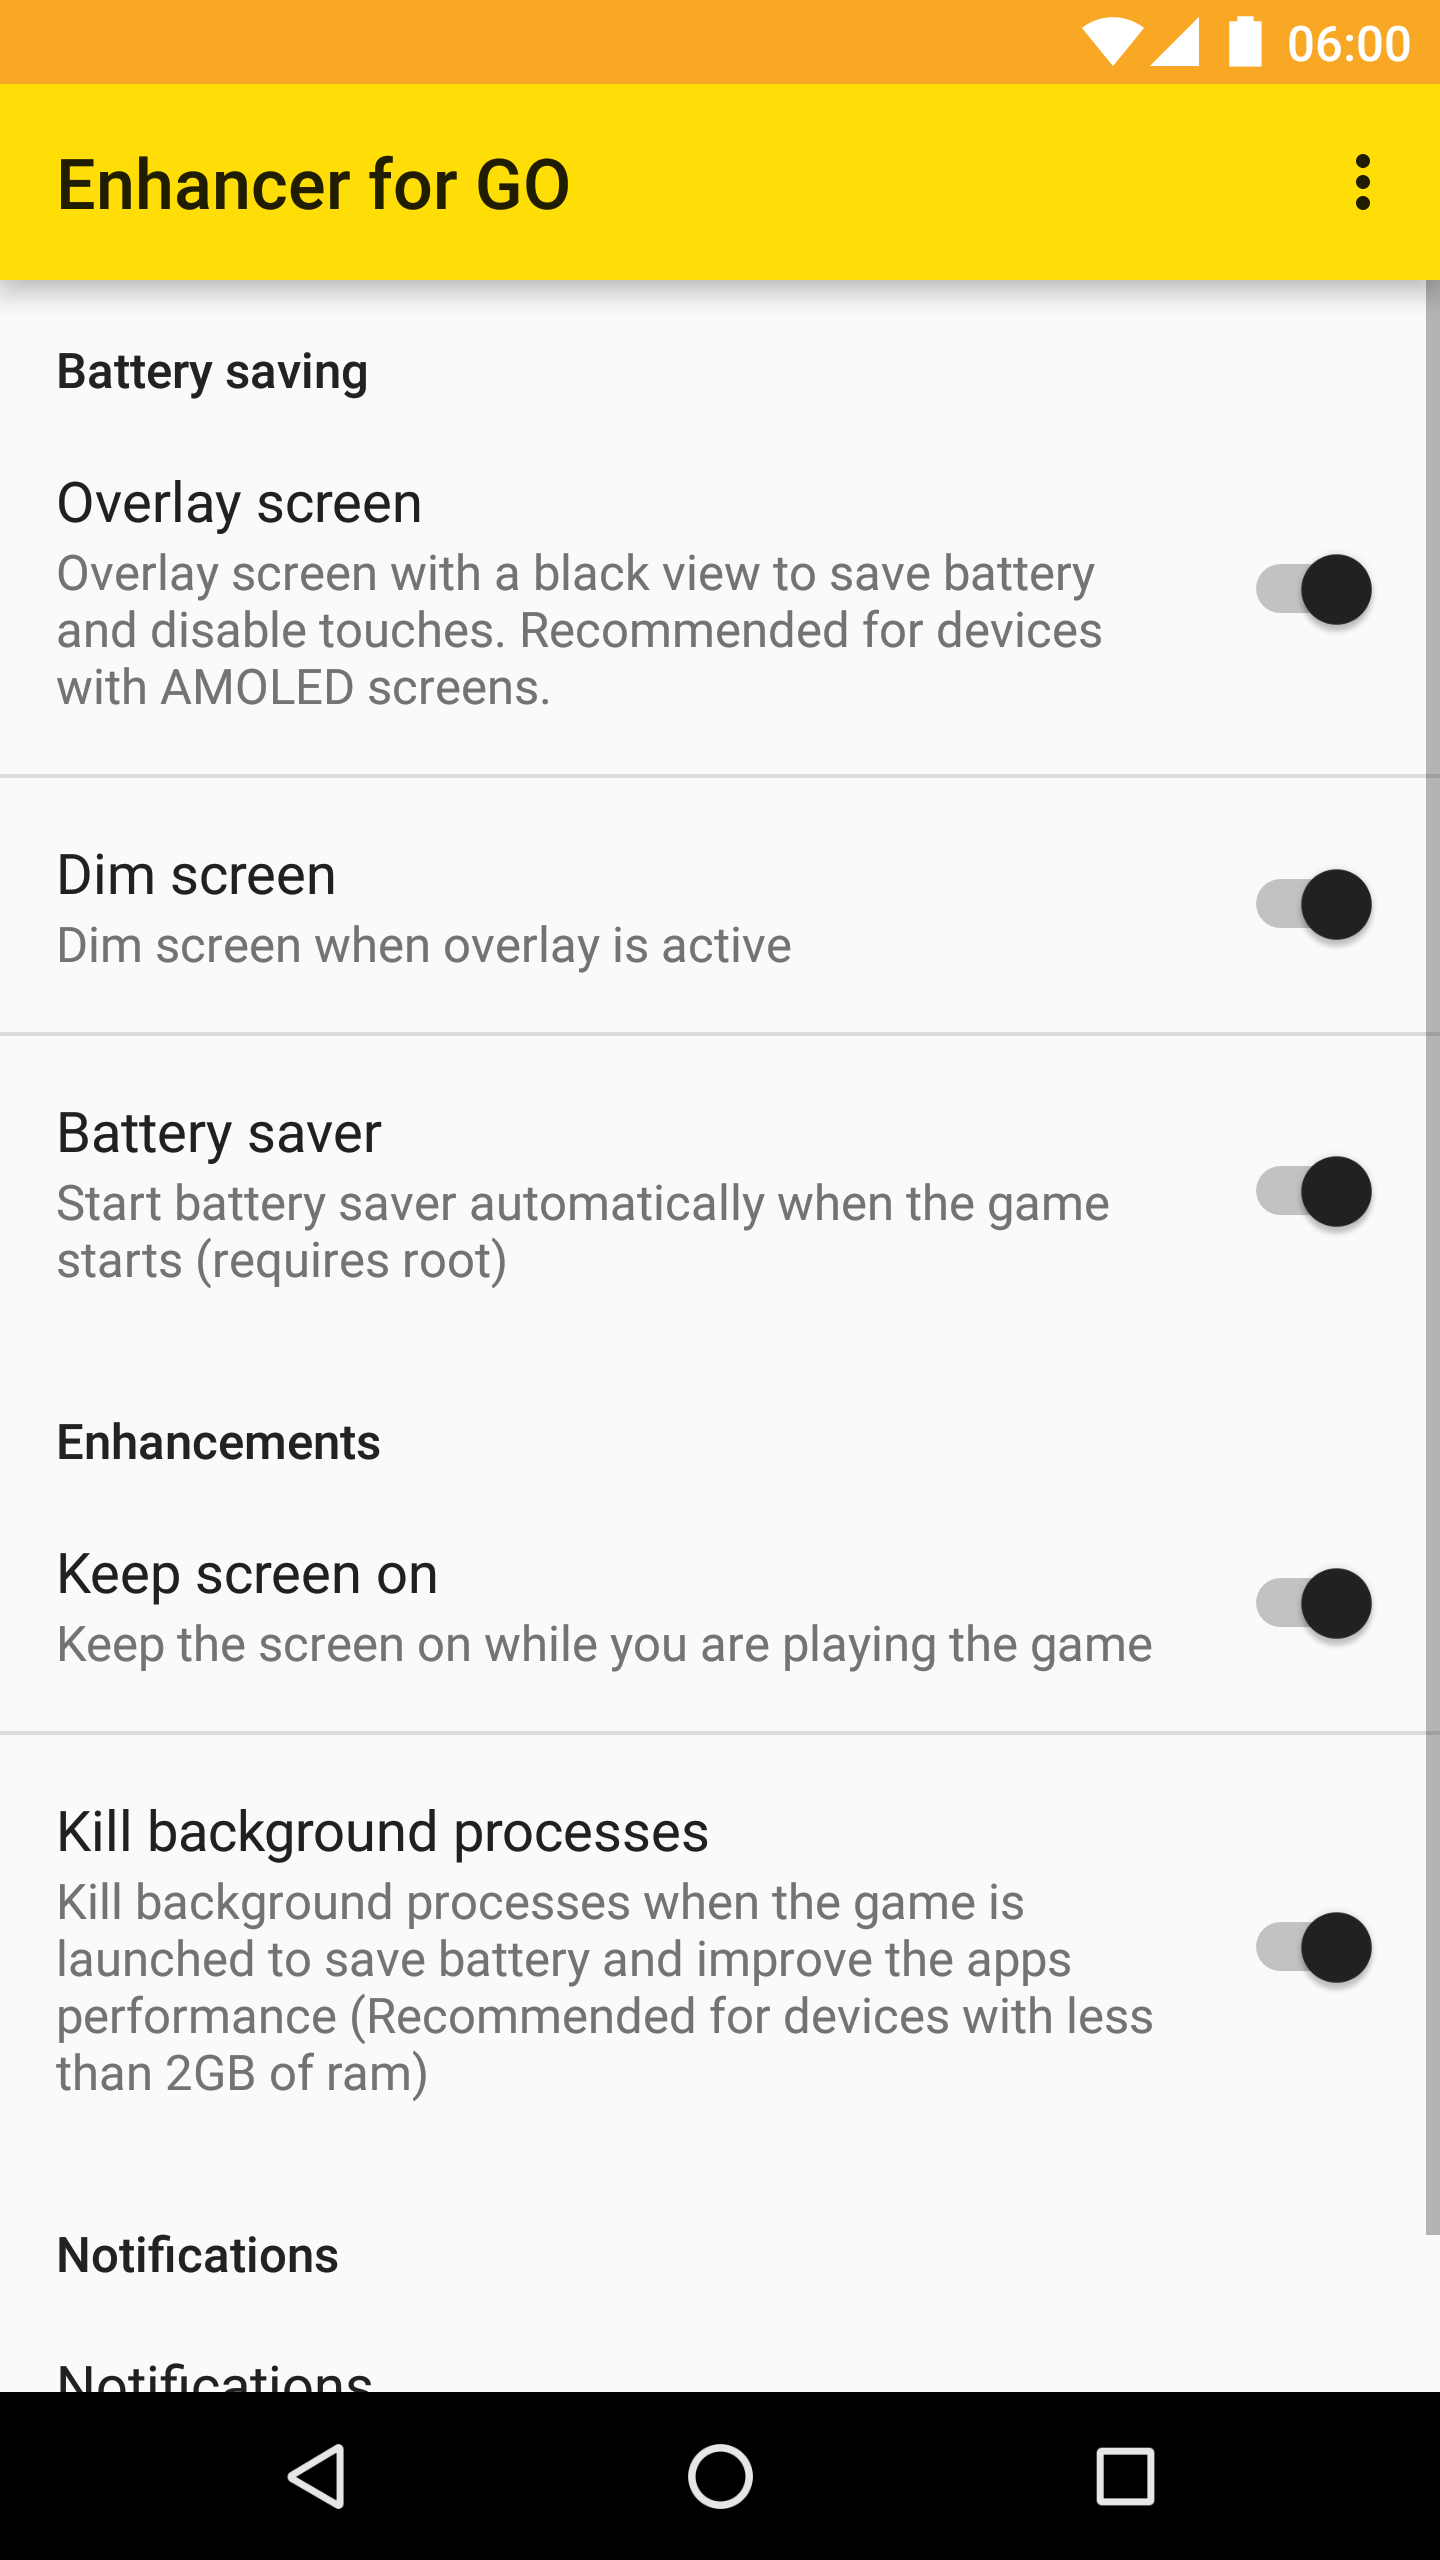 06:00
Enhancer for GO
Battery saving
Overlay screen
Overlay screen with a black view to save battery
and disable touches. Recommended for devices
with AMOLED screens.
Dim screen
Dim screen when overlay is active
Battery saver
Start battery saver automatically when the game
starts (requires root)
Enhancements
Keep screen on
Keep the screen on while you are playing the game
Kill background processes
Kill background processes when the game is
launched to save battery and improve the apps
performance (Recommended for devices with less
than 2GB of ram)
Notifications
Notifications